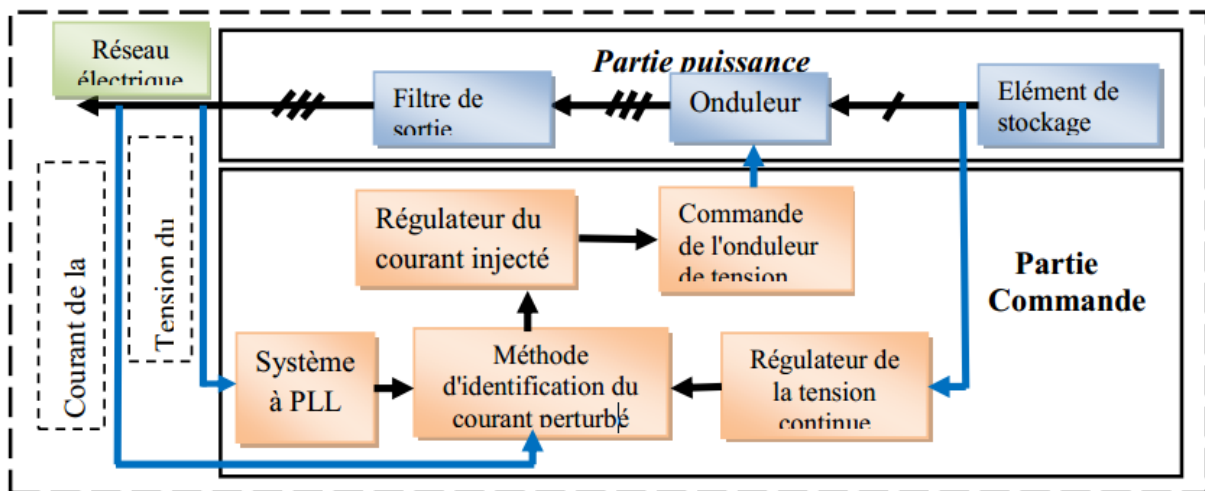 Réseau
électrique
Partie puissance
Filtre de
sortie
Onduleur
Elément de
stockage
Courant de la
Tension du
Régulateur du
courant injecté
Commande
de l'onduleur
de tension
Partie
Commande
Système
à PLL
Méthode
d'identification du
courant perturbé
Régulateur de
la tension
continue